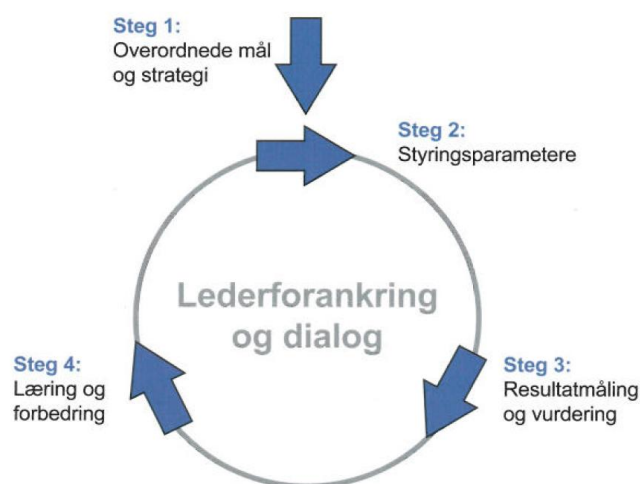 Steg 1:
Overordnede mål
og strategi
Steg 2:
Styringsparametere
Lederforankring
og dialog
Steg 3:
Resultatmåling
og vurdering
Steg 4:
Læring og
forbedring